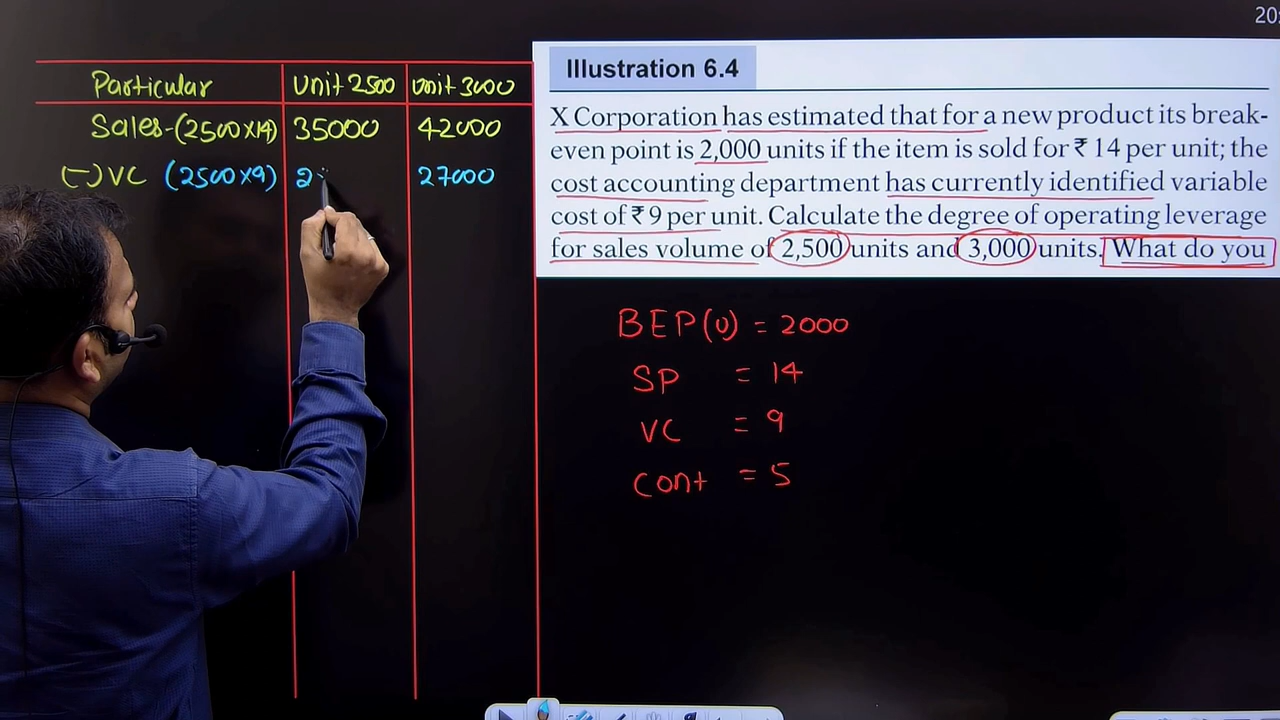 20:
Particular Unit 2500 Unit 3000
Sales-(2500×14) 35000 42000
(-) VC (2500×9) 2 27000
Illustration 6.4
X Corporation has estimated that for a new product its break-
even point is 2,000 units if the item is sold for ₹ 14 per unit; the
cost accounting department has currently identified variable
cost of ₹ 9 per unit. Calculate the degree of operating leverage
for sales volume of 2,500 units and 3,000 units. What do you
BEP(U) = 2000
SP = 14
VC = 9
Cont = 5